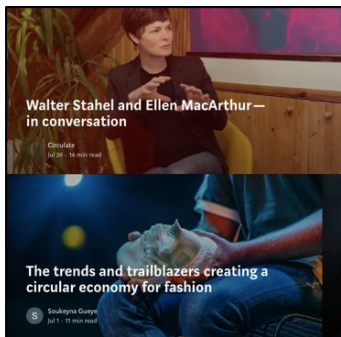 Walter Stahel and Ellen MacArthur—
in conversation
Circulate
Jul 26 · 14 min read
The trends and trailblazers creating a
circular economy for fashion
S
Soukeyna Gueye
Jul 1 · 11 min read